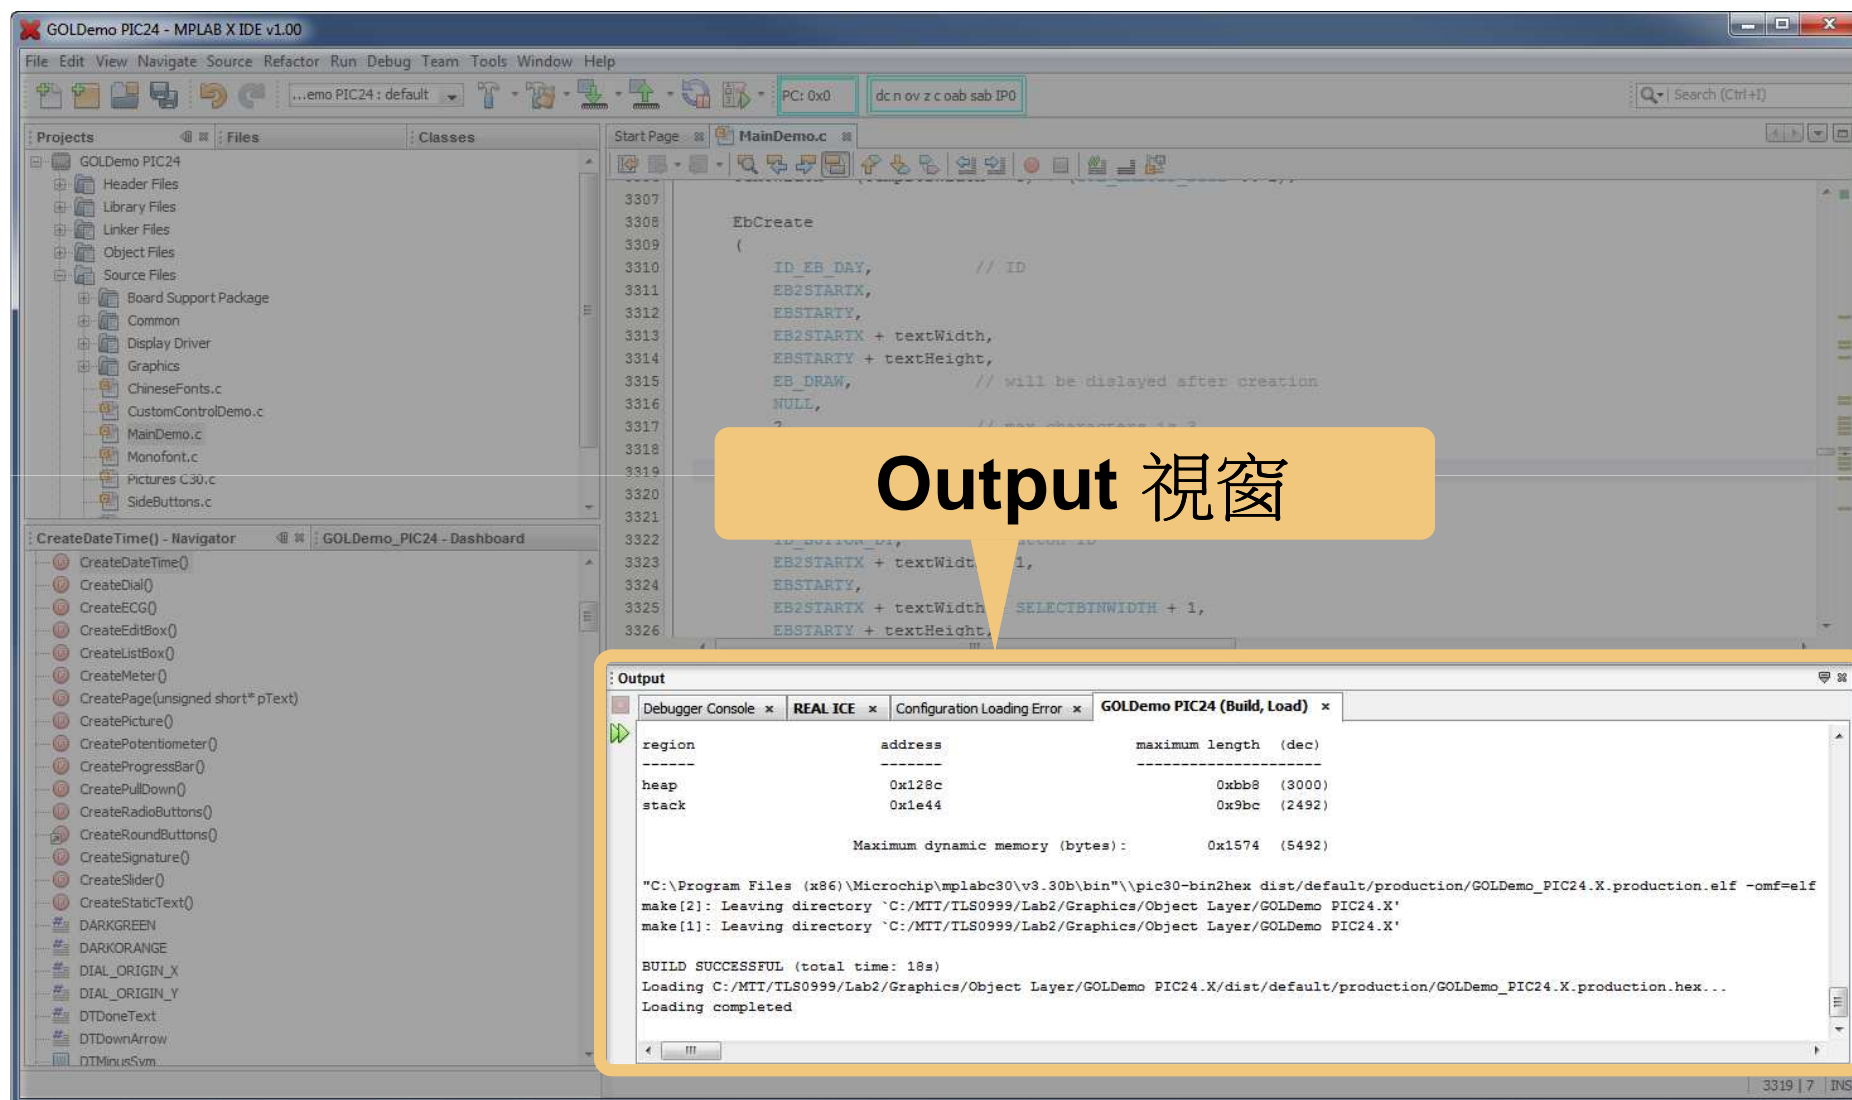 GOLDemo PIC24 - MPLAB X IDE v1.00
File Edit View Navigate Source Refactor Run Debug Team Tools Window Help
...emo PIC24 : default
PC: 0x0
dc n ov z c oab sab IP0
Search (Ctrl+I)
Projects
Files
Classes
GOLDemo PIC24
Header Files
Library Files
Linker Files
Object Files
Source Files
Board Support Package
Common
Display Driver
Graphics
ChineseFonts.c
CustomControlDemo.c
MainDemo.c
Monofont.c
Pictures C30.c
SideButtons.c
CreateDateTime() - Navigator
GOLDemo_PIC24 - Dashboard
CreateDateTime()
CreateDial()
CreateECG()
CreateEditBox()
CreateListBox()
CreateMeter()
CreatePage(unsigned short* pText)
CreatePicture()
CreatePotentiometer()
CreateProgressBar()
CreatePullDown()
CreateRadioButtons()
CreateRoundButtons()
CreateSignature()
CreateSlider()
CreateStaticText()
DARKGREEN
DARKORANGE
DIAL_ORIGIN_X
DIAL_ORIGIN_Y
DTDoneText
DTDownArrow
DTMinusSym
Start Page
MainDemo.c
3307
3308 EbCreate
3309 (
3310 ID_EB_DAY, // ID
3311 EB2STARTX,
3312 EBSTARTY,
3313 EB2STARTX + textWidth,
3314 EBSTARTY + textHeight,
3315 EB_DRAW, // will be dislayed after creation
3316 NULL,
3317
3318
3319
3320
3321
3322
3323 EB2STARTX + textWidt 1,
3324 EBSTARTY,
3325 EB2STARTX + textWidth SELECTBTNWIDTH + 1,
3326 EBSTARTY + textHeight,
Output 視窗
Output
Debugger Console
REAL ICE
Configuration Loading Error
GOLDemo PIC24 (Build, Load)
region address maximum length (dec)
------ ------- ---------------------
heap 0x128c 0xbb8 (3000)
stack 0x1e44 0x9bc (2492)
Maximum dynamic memory (bytes): 0x1574 (5492)
"C:\Program Files (x86)\Microchip\mplabc30\v3.30b\bin"\\pic30-bin2hex dist/default/production/GOLDemo_PIC24.X.production.elf -omf=elf
make[2]: Leaving directory `C:/MTT/TLS0999/Lab2/Graphics/Object Layer/GOLDemo PIC24.X'
make[1]: Leaving directory `C:/MTT/TLS0999/Lab2/Graphics/Object Layer/GOLDemo PIC24.X'
BUILD SUCCESSFUL (total time: 18s)
Loading C:/MTT/TLS0999/Lab2/Graphics/Object Layer/GOLDemo PIC24.X/dist/default/production/GOLDemo_PIC24.X.production.hex...
Loading completed
3319 | 7 INS